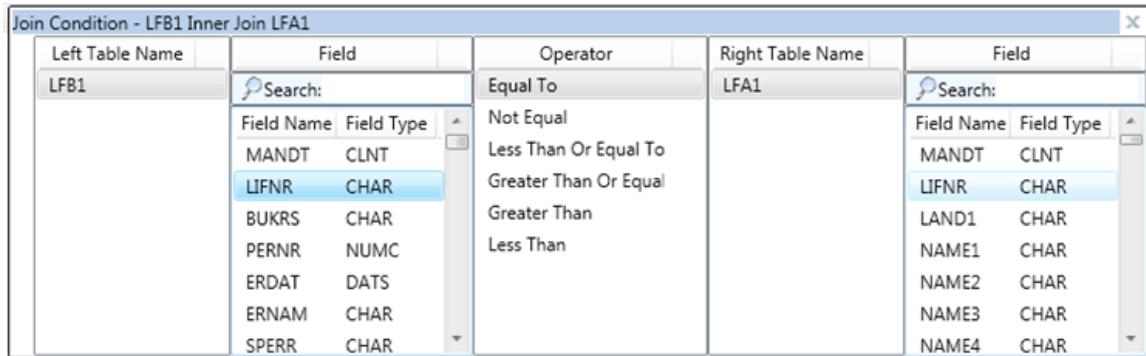 Join Condition - LFB1 Inner Join LFA1
Left Table Name Field Operator Right Table Name Field
LFB1 Search: Equal To LFA1 Search:
Field Name Field Type Not Equal Field Name Field Type
MANDT CLNT Less Than Or Equal To MANDT CLNT
LIFNR CHAR Greater Than Or Equal LIFNR CHAR
BUKRS CHAR Greater Than LAND1 CHAR
PERNR NUMC Less Than NAME1 CHAR
ERDAT DATS NAME2 CHAR
ERNAM CHAR NAME3 CHAR
SPERR CHAR NAME4 CHAR